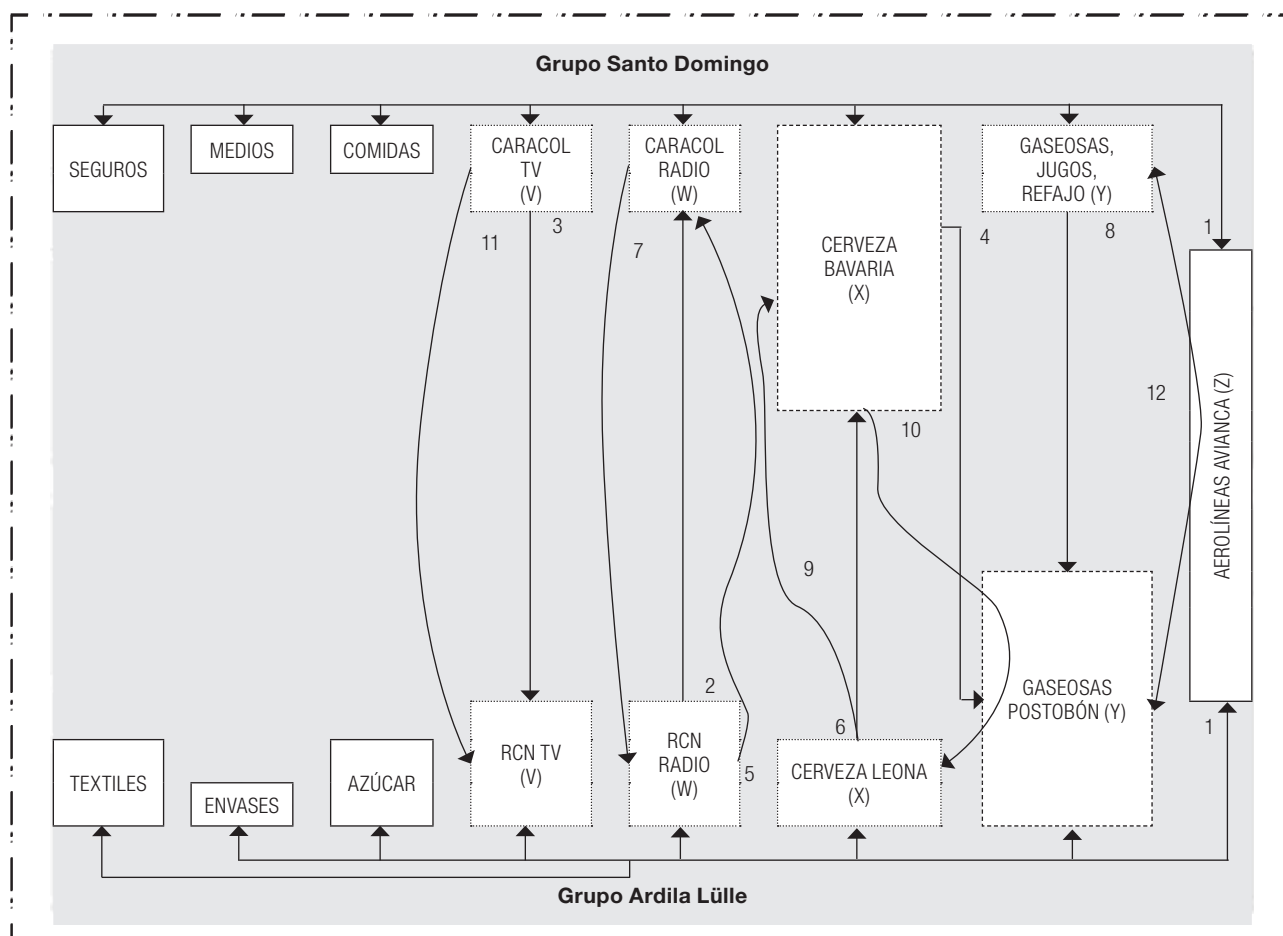 Grupo Santo Domingo
SEGUROS
MEDIOS
COMIDAS
CARACOL
TV
(V)
CARACOL
RADIO
(W)
CERVEZA
BAVARIA
(X)
GASEOSAS,
JUGOS,
REFAJO (Y)
11
3
7
4
8
1
AEROLÍNEAS AVIANCA (Z)
12
10
9
2
6
5
1
TEXTILES
ENVASES
AZÚCAR
RCN TV
(V)
RCN
RADIO
(W)
CERVEZA LEONA
(X)
GASEOSAS
POSTOBÓN (Y)
Grupo Ardila Lülle